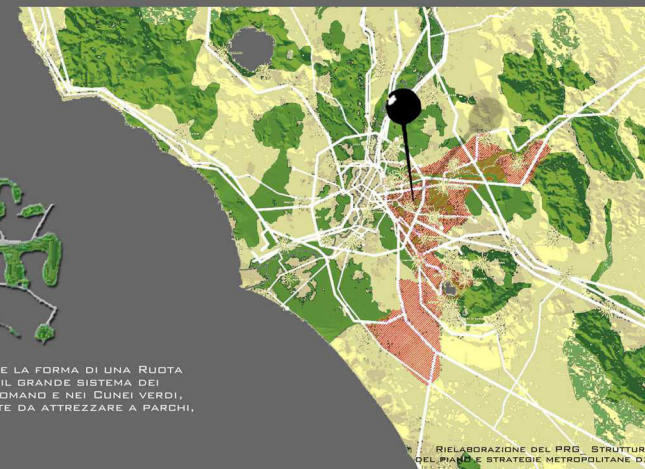 E LA FORMA DI UNA RUOTA
IL GRANDE SISTEMA DEI
OMANO E NEI CUNEI VERDI,
TE DA ATTREZZARE A PARCHI,
RIELABORAZIONE DEL PRG_ STRUTTUR
DEL PIANO E STRATEGIE METROPOLITANE D